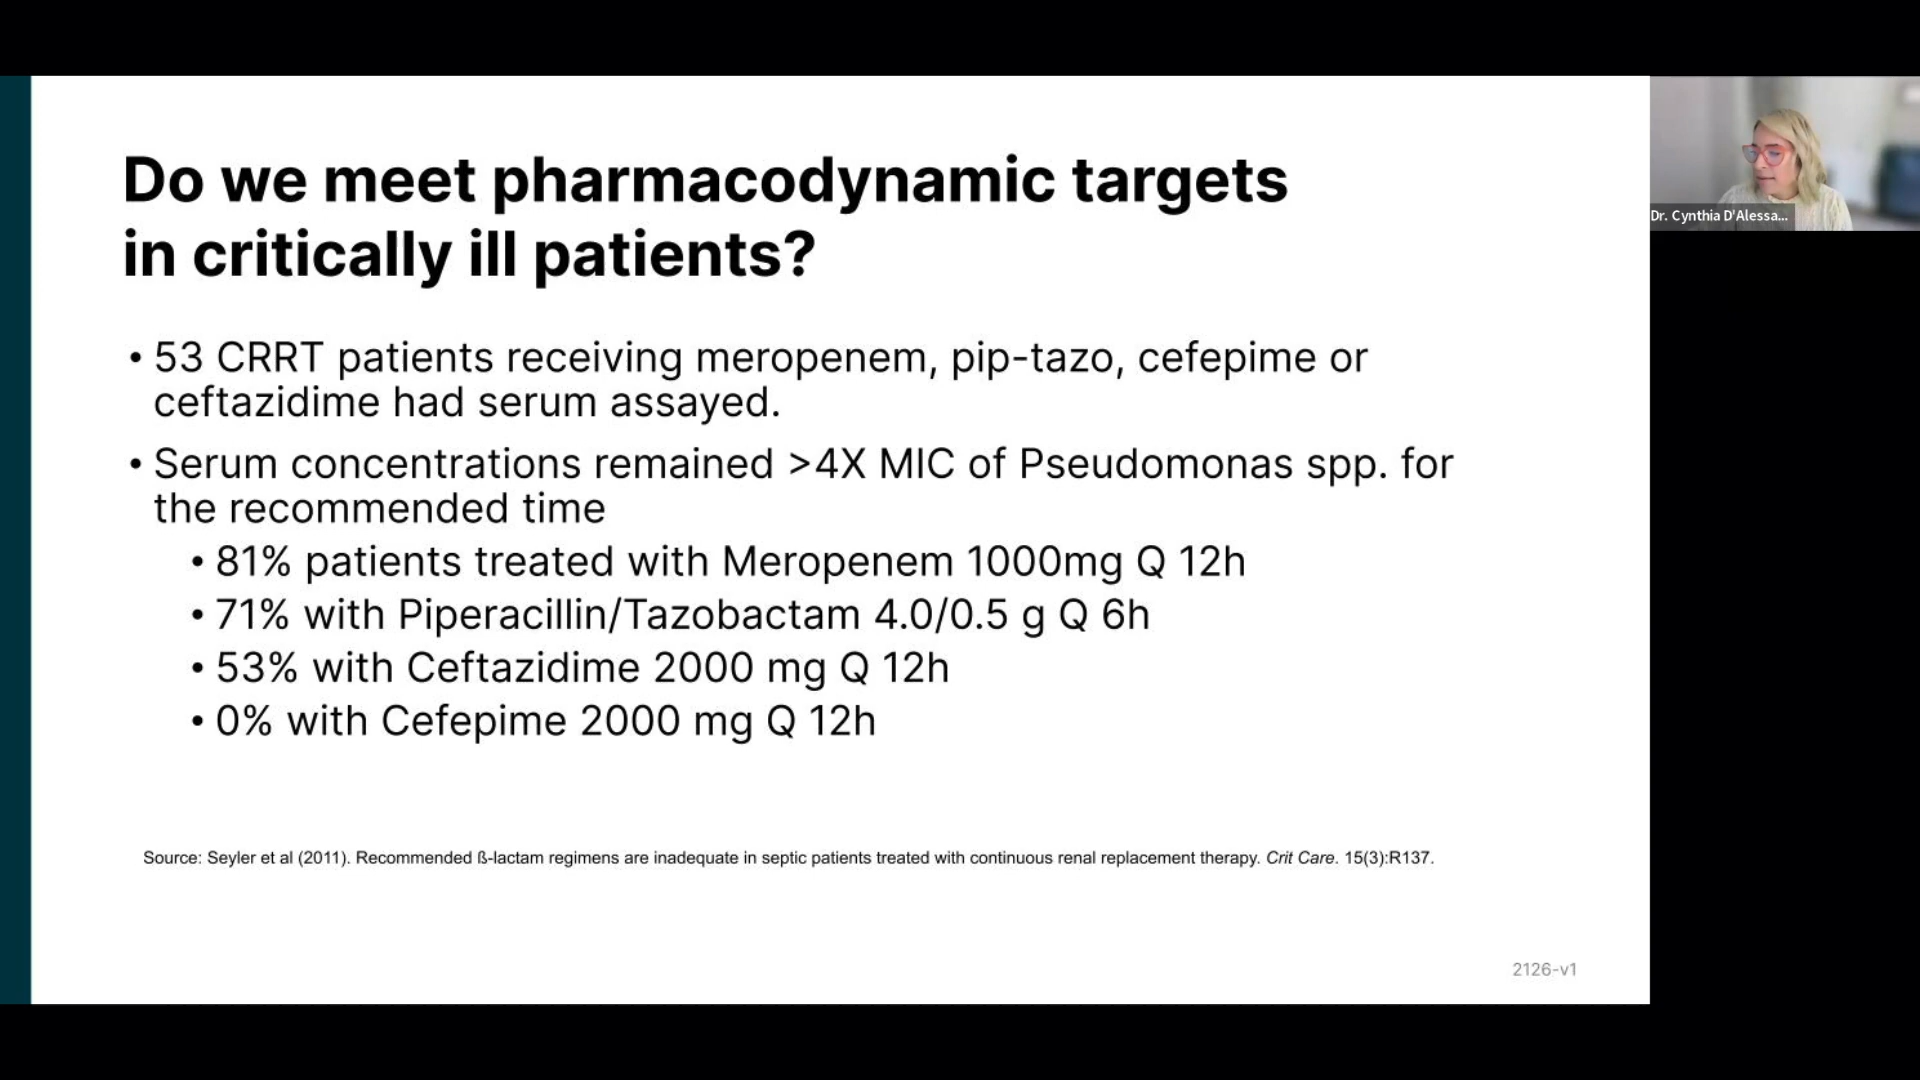 Do we meet pharmacodynamic targets
in critically ill patients?
• 53 CRRT patients receiving meropenem, pip-tazo, cefepime or
ceftazidime had serum assayed.
• Serum concentrations remained >4X MIC of Pseudomonas spp. for
the recommended time
• 81% patients treated with Meropenem 1000mg Q 12h
• 71% with Piperacillin/Tazobactam 4.0/0.5 g Q 6h
• 53% with Ceftazidime 2000 mg Q 12h
• 0% with Cefepime 2000 mg Q 12h
Source: Seyler et al (2011). Recommended ß-lactam regimens are inadequate in septic patients treated with continuous renal replacement therapy. Crit Care. 15(3):R137.
2126-v1
Dr. Cynthia D'Alessa...